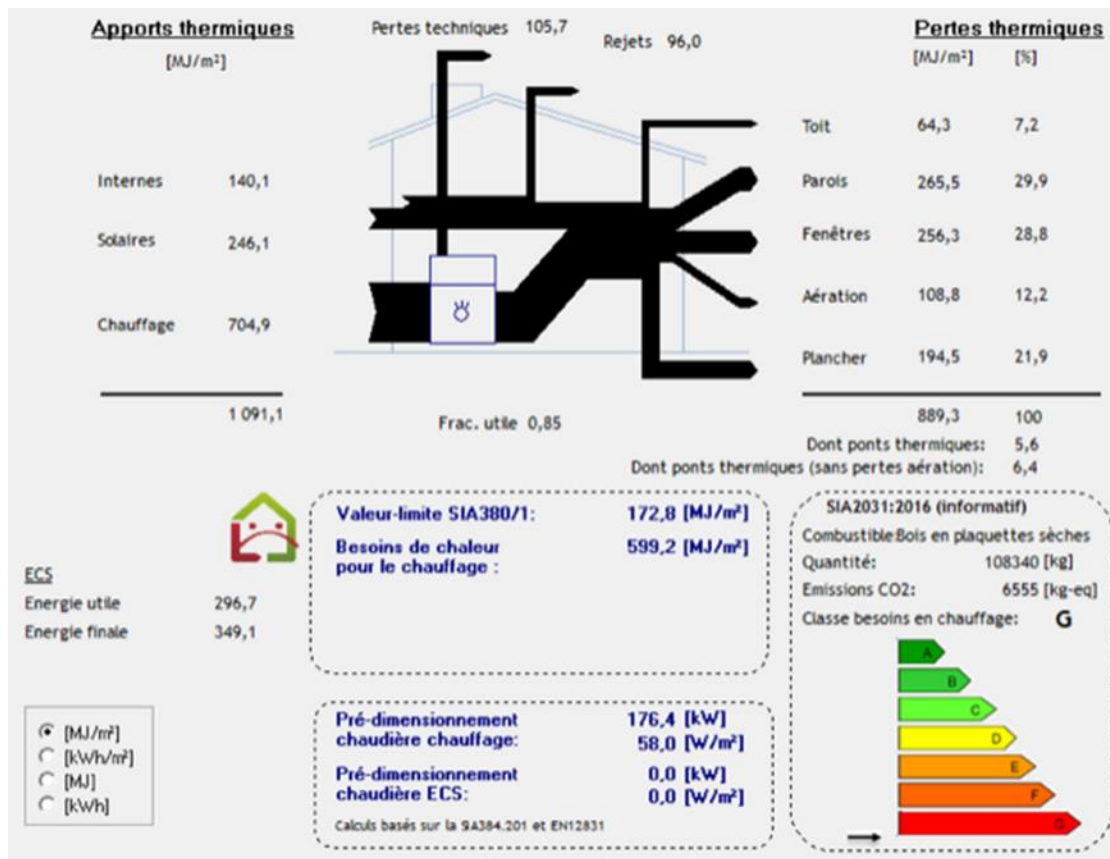 Apports thermiques
[MJ/m²]
Internes 140,1
Solaires 246,1
Chauffage 704,9
1 091,1
Pertes techniques 105,7
Rejets 96,0
Frac. utile 0,85
Pertes thermiques
[MJ/m²] [%]
Toit 64,3 7,2
Parois 265,5 29,9
Fenêtres 256,3 28,8
Aération 108,8 12,2
Plancher 194,5 21,9
889,3 100
Dont ponts thermiques: 5,6
Dont ponts thermiques (sans pertes aération): 6,4
ECS
Energie utile 296,7
Energie finale 349,1
[MJ/m²]
[kWh/m²]
[MJ]
[kWh]
Valeur-limite SIA380/1: 172,8 [MJ/m²]
Besoins de chaleur 599,2 [MJ/m²]
pour le chauffage :
Pré-dimensionnement 176,4 [kW]
chaudière chauffage: 58,0 [W/m²]
Pré-dimensionnement 0,0 [kW]
chaudière ECS: 0,0 [W/m²]
Calculs basés sur la SIA384.201 et EN12831
SIA2031:2016 (informatif)
Combustible:Bois en plaquettes sèches
Quantité: 108340 [kg]
Emissions CO2: 6555 [kg-eq]
Classe besoins en chauffage: G
A
B
C
D
E
F
G